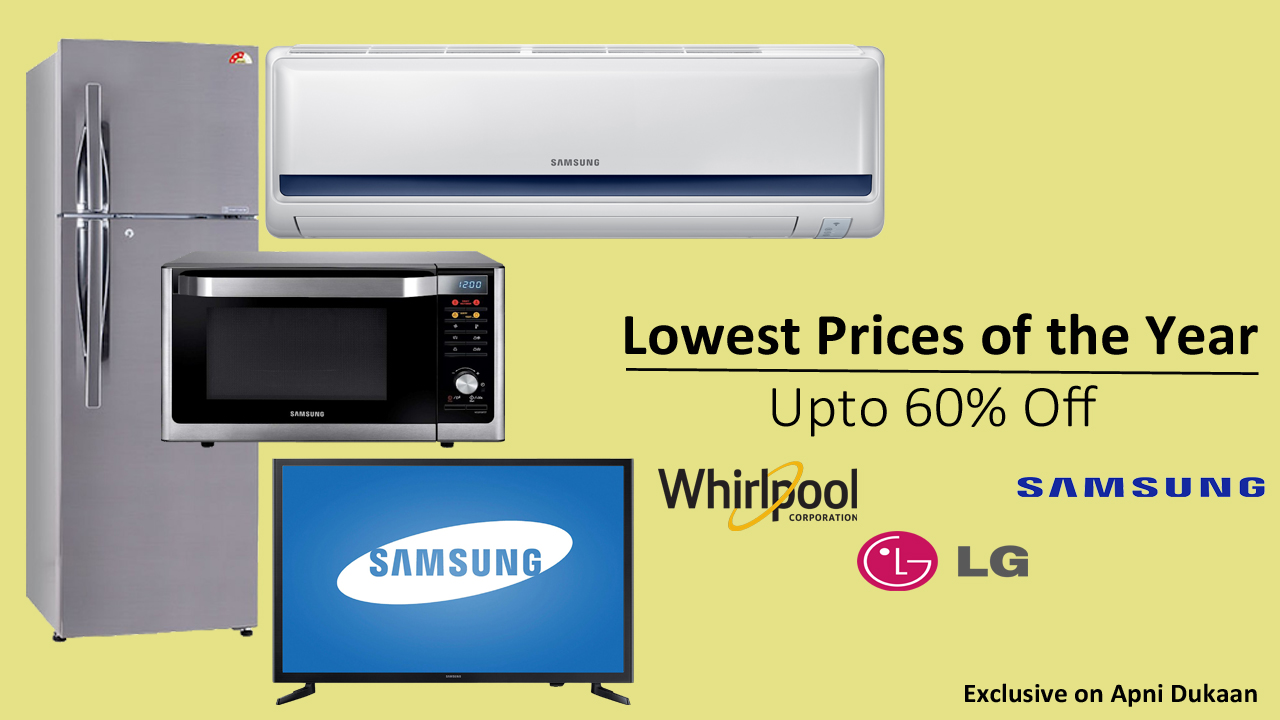 SAMSUNG
1200
SAMSUNG
Lowest Prices of the Year
Upto 60% Off
Whirlpool
CORPORATION
SAMSUNG
LG
SAMSUNG
SAMSUNG
Exclusive on Apni Dukaan